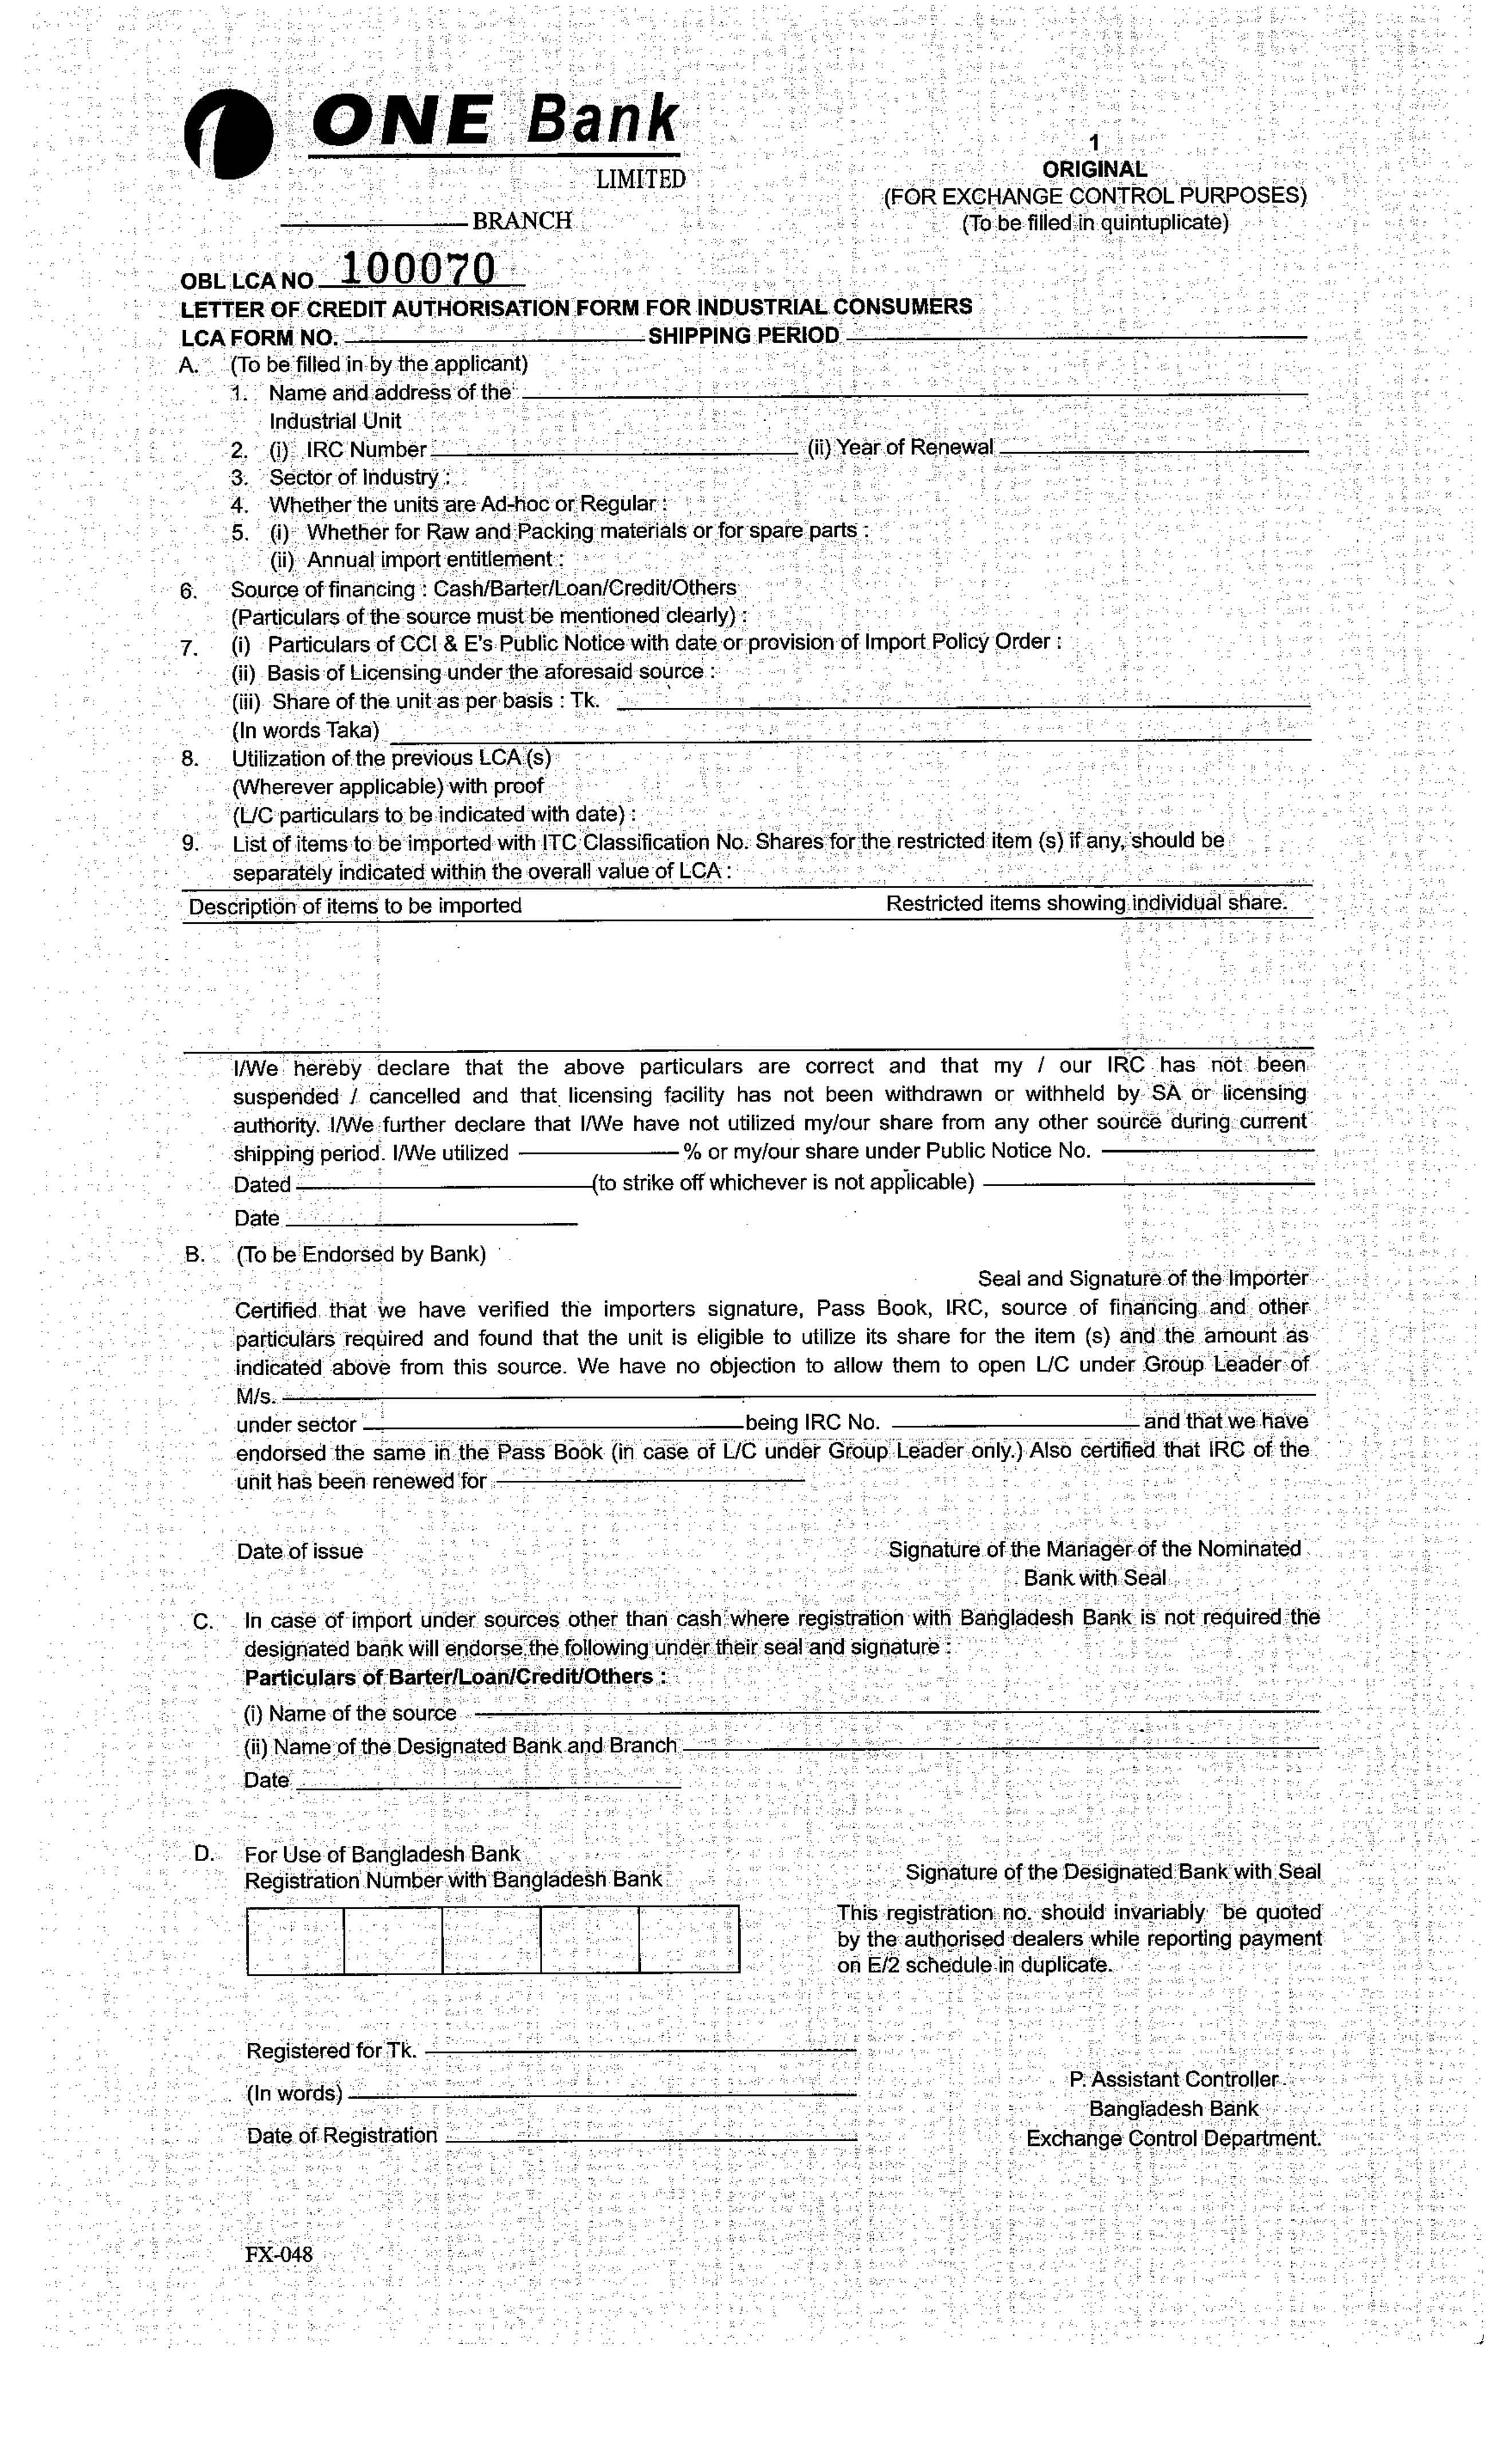 ONE Bank
LIMITED
BRANCH
1
ORIGINAL
(FOR EXCHANGE CONTROL PURPOSES)
(To be filled in quintuplicate)
OBL LCA NO 100070
LETTER OF CREDIT AUTHORISATION FORM FOR INDUSTRIAL CONSUMERS
LCA FORM NO. SHIPPING PERIOD
A. (To be filled in by the applicant)
1. Name and address of the
Industrial Unit
2. (i) IRC Number (ii) Year of Renewal
3. Sector of Industry :
4. Whether the units are Ad-hoc or Regular :
5. (i) Whether for Raw and Packing materials or for spare parts :
(ii) Annual import entitlement :
6. Source of financing : Cash/Barter/Loan/Credit/Others
(Particulars of the source must be mentioned clearly) :
7. (i) Particulars of CCI & E's Public Notice with date or provision of Import Policy Order :
(ii) Basis of Licensing under the aforesaid source :
(iii) Share of the unit as per basis : Tk.
(In words Taka)
8. Utilization of the previous LCA (s)
(Wherever applicable) with proof
(L/C particulars to be indicated with date) :
9. List of items to be imported with ITC Classification No. Shares for the restricted item (s) if any, should be
separately indicated within the overall value of LCA :
Description of items to be imported Restricted items showing individual share.
I/We hereby declare that the above particulars are correct and that my / our IRC has not been
suspended / cancelled and that licensing facility has not been withdrawn or withheld by SA or licensing
authority. I/We further declare that I/We have not utilized my/our share from any other source during current
shipping period. I/We utilized % or my/our share under Public Notice No.
Dated (to strike off whichever is not applicable)
Date
B. (To be Endorsed by Bank)
Seal and Signature of the Importer
Certified that we have verified the importers signature, Pass Book, IRC, source of financing and other
particulars required and found that the unit is eligible to utilize its share for the item (s) and the amount as
indicated above from this source. We have no objection to allow them to open L/C under Group Leader of
M/s.
under sector being IRC No. and that we have
endorsed the same in the Pass Book (in case of L/C under Group Leader only.) Also certified that IRC of the
unit has been renewed for
Date of issue Signature of the Manager of the Nominated
Bank with Seal
C. In case of import under sources other than cash where registration with Bangladesh Bank is not required the
designated bank will endorse the following under their seal and signature :
Particulars of Barter/Loan/Credit/Others :
(i) Name of the source
(ii) Name of the Designated Bank and Branch
Date
D. For Use of Bangladesh Bank
Registration Number with Bangladesh Bank
Signature of the Designated Bank with Seal
This registration no. should invariably be quoted
by the authorised dealers while reporting payment
on E/2 schedule in duplicate.
Registered for Tk.
(In words)
Date of Registration
P. Assistant Controller
Bangladesh Bank
Exchange Control Department.
FX-048